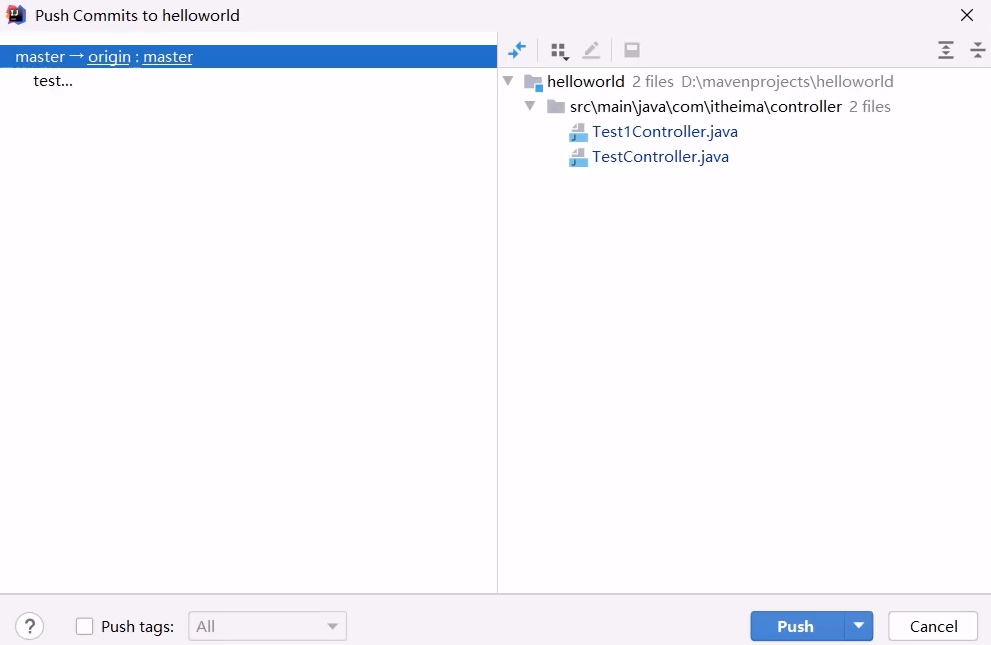 Push Commits to helloworld
master → origin : master
test...
helloworld 2 files D:\mavenprojects\helloworld
src\main\java\com\itheima\controller 2 files
Test1Controller.java
TestController.java
? Push tags: All Push Cancel